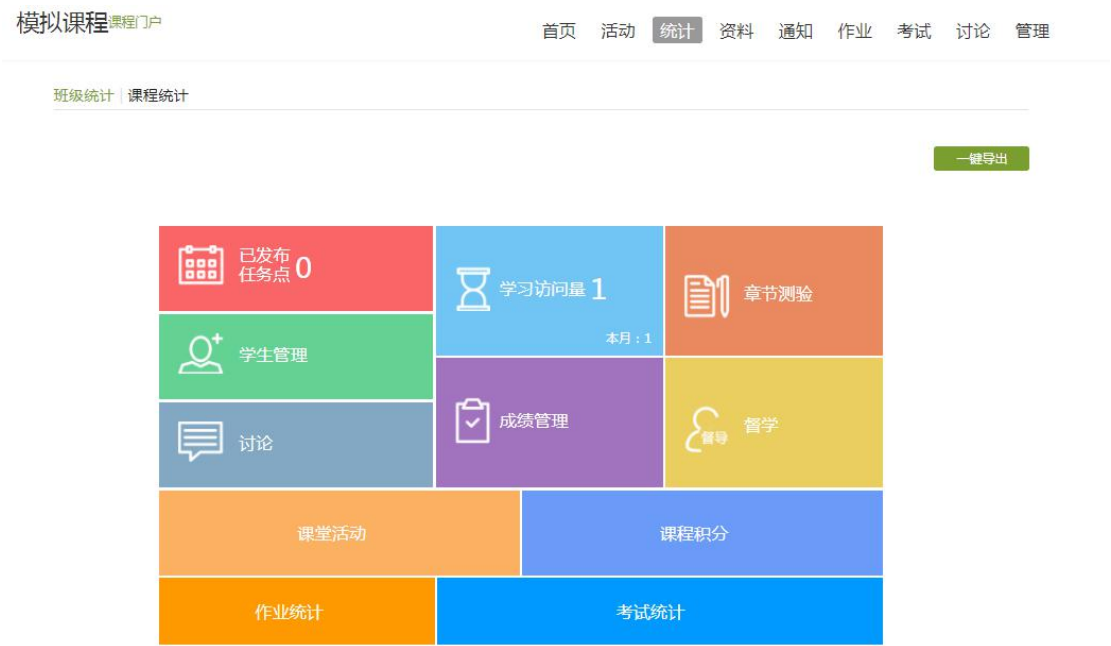 模拟课程 课程门户
首页 活动 统计 资料 通知 作业 考试 讨论 管理
班级统计 | 课程统计
一键导出
已发布
任务点 0
学习访问量 1
本月：1
章节测验
学生管理
讨论
成绩管理
督导
督学
课堂活动
课程积分
作业统计
考试统计